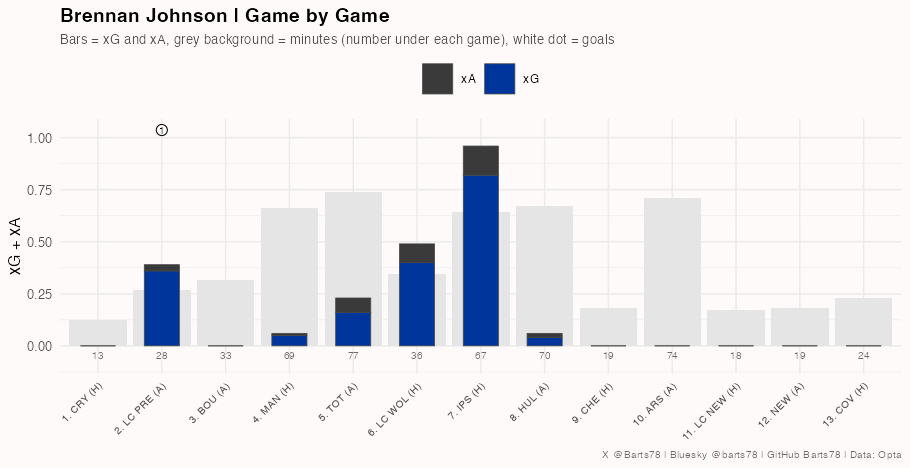 Brennan Johnson | Game by Game
Bars = xG and xA, grey background = minutes (number under each game), white dot = goals
xA xG
xG + xA
1.00
0.75
0.50
0.25
0.00
1
13 28 33 69 77 36 67 70 19 74 18 19 24
1. CRY (H)
2. LC PRE (A)
3. BOU (A)
4. MAN (H)
5. TOT (A)
6. LC WOL (H)
7. IPS (H)
8. HUL (A)
9. CHE (H)
10. ARS (A)
11. LC NEW (H)
12. NEW (A)
13. COV (H)
X @Barts78 | Bluesky @barts78 | GitHub Barts78 | Data: Opta